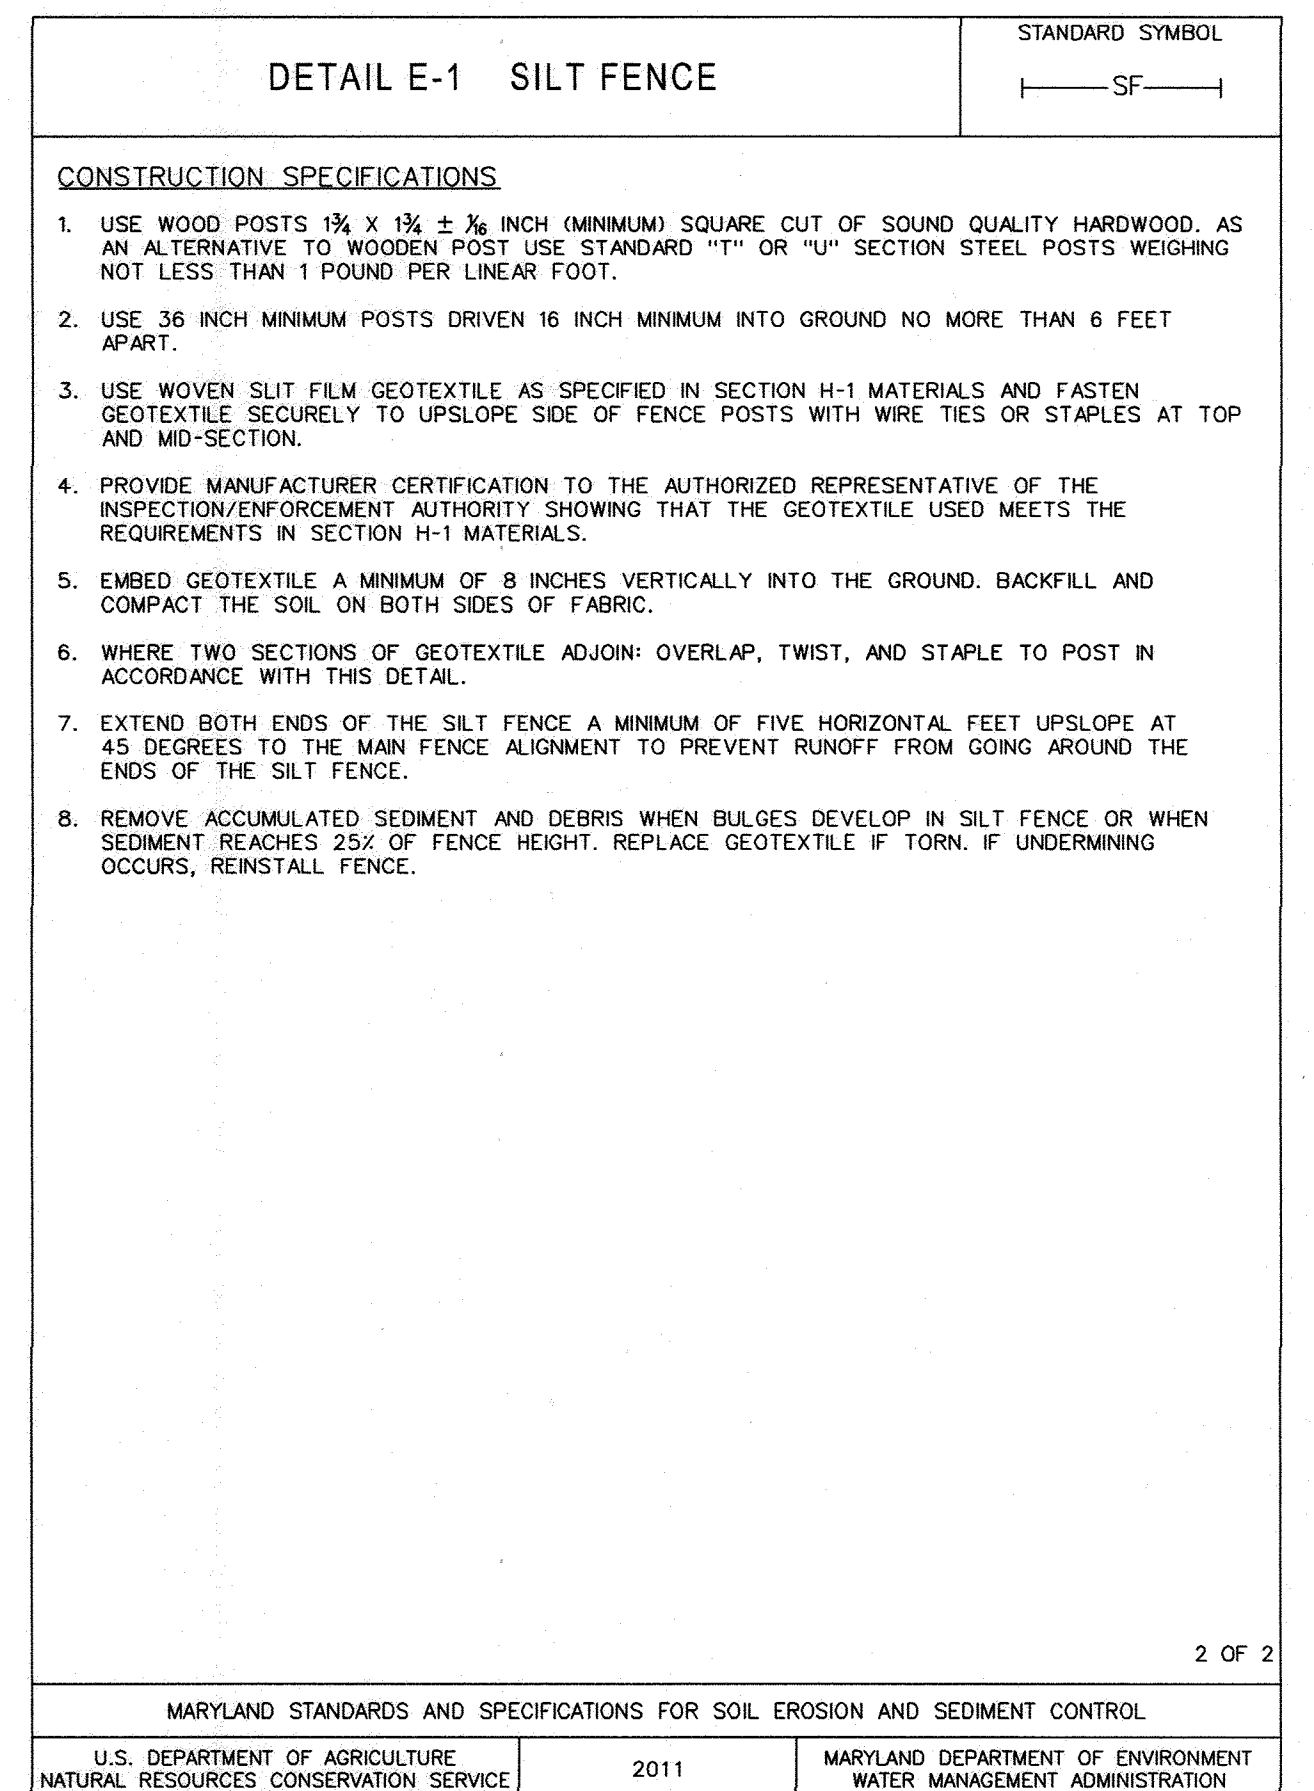 STANDARD SYMBOL
DETAIL E-1 SILT FENCE
SF
CONSTRUCTION SPECIFICATIONS
1. USE WOOD POSTS 1¾ X 1¾ ± 1⁄16 INCH (MINIMUM) SQUARE CUT OF SOUND QUALITY HARDWOOD. AS
AN ALTERNATIVE TO WOODEN POST USE STANDARD "T" OR "U" SECTION STEEL POSTS WEIGHING
NOT LESS THAN 1 POUND PER LINEAR FOOT.
2. USE 36 INCH MINIMUM POSTS DRIVEN 16 INCH MINIMUM INTO GROUND NO MORE THAN 6 FEET
APART.
3. USE WOVEN SLIT FILM GEOTEXTILE AS SPECIFIED IN SECTION H-1 MATERIALS AND FASTEN
GEOTEXTILE SECURELY TO UPSLOPE SIDE OF FENCE POSTS WITH WIRE TIES OR STAPLES AT TOP
AND MID-SECTION.
4. PROVIDE MANUFACTURER CERTIFICATION TO THE AUTHORIZED REPRESENTATIVE OF THE
INSPECTION/ENFORCEMENT AUTHORITY SHOWING THAT THE GEOTEXTILE USED MEETS THE
REQUIREMENTS IN SECTION H-1 MATERIALS.
5. EMBED GEOTEXTILE A MINIMUM OF 8 INCHES VERTICALLY INTO THE GROUND. BACKFILL AND
COMPACT THE SOIL ON BOTH SIDES OF FABRIC.
6. WHERE TWO SECTIONS OF GEOTEXTILE ADJOIN: OVERLAP, TWIST, AND STAPLE TO POST IN
ACCORDANCE WITH THIS DETAIL.
7. EXTEND BOTH ENDS OF THE SILT FENCE A MINIMUM OF FIVE HORIZONTAL FEET UPSLOPE AT
45 DEGREES TO THE MAIN FENCE ALIGNMENT TO PREVENT RUNOFF FROM GOING AROUND THE
ENDS OF THE SILT FENCE.
8. REMOVE ACCUMULATED SEDIMENT AND DEBRIS WHEN BULGES DEVELOP IN SILT FENCE OR WHEN
SEDIMENT REACHES 25% OF FENCE HEIGHT. REPLACE GEOTEXTILE IF TORN. IF UNDERMINING
OCCURS, REINSTALL FENCE.
2 OF 2
MARYLAND STANDARDS AND SPECIFICATIONS FOR SOIL EROSION AND SEDIMENT CONTROL
U.S. DEPARTMENT OF AGRICULTURE
NATURAL RESOURCES CONSERVATION SERVICE
2011
MARYLAND DEPARTMENT OF ENVIRONMENT
WATER MANAGEMENT ADMINISTRATION